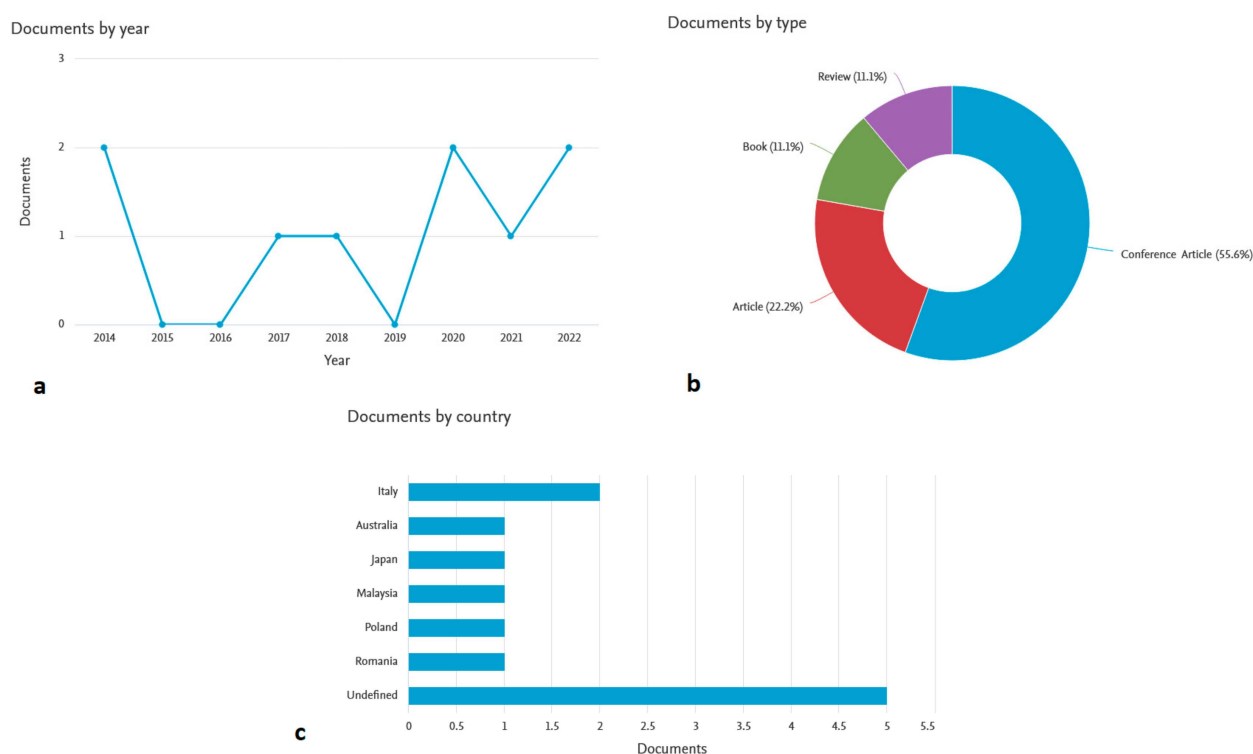 Documents by year
3
2
1
0
Documents
2014 2015 2016 2017 2018 2019 2020 2021 2022
Year
a
Documents by type
Review (11.1%)
Book (11.1%)
Article (22.2%)
Conference Article (55.6%)
b
Documents by country
Italy
Australia
Japan
Malaysia
Poland
Romania
Undefined
0 0.5 1 1.5 2 2.5 3 3.5 4 4.5 5 5.5
Documents
c